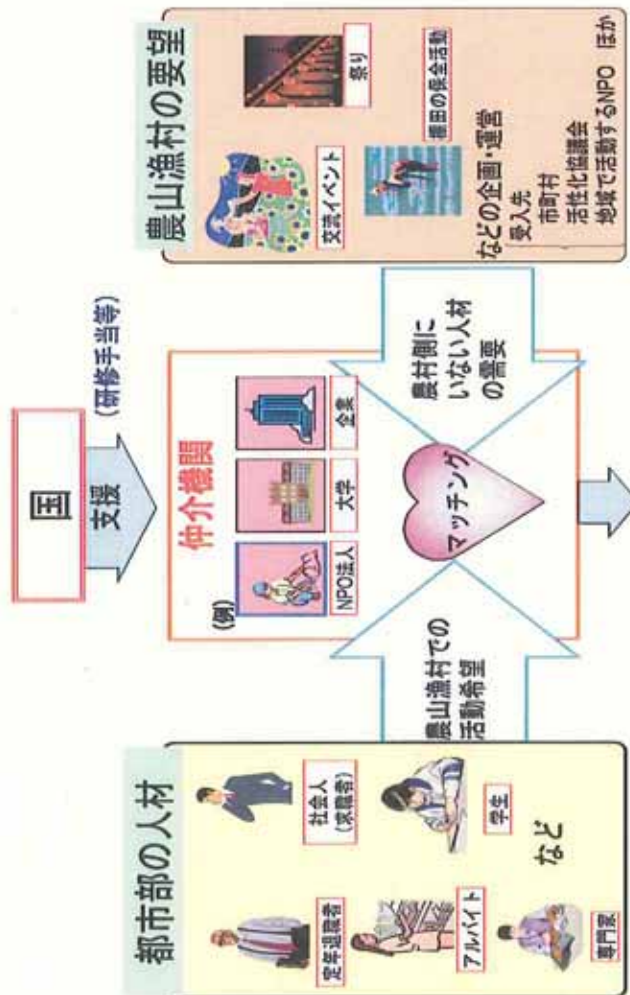 国
支援
(研修手当等)
都市部の人材
定年退職者
社会人
(求職者)
アルバイト
学生
専門家
など
農山漁村での
活動希望
仲介機関
(例)
NPO法人
大学
企業
マッチング
農村側に
いない人材
の需要
農山漁村の要望
交流イベント
祭り
棚田の保全活動
などの企画・運営
受入先
市町村
活性化協議会
地域で活動するNPO ほか